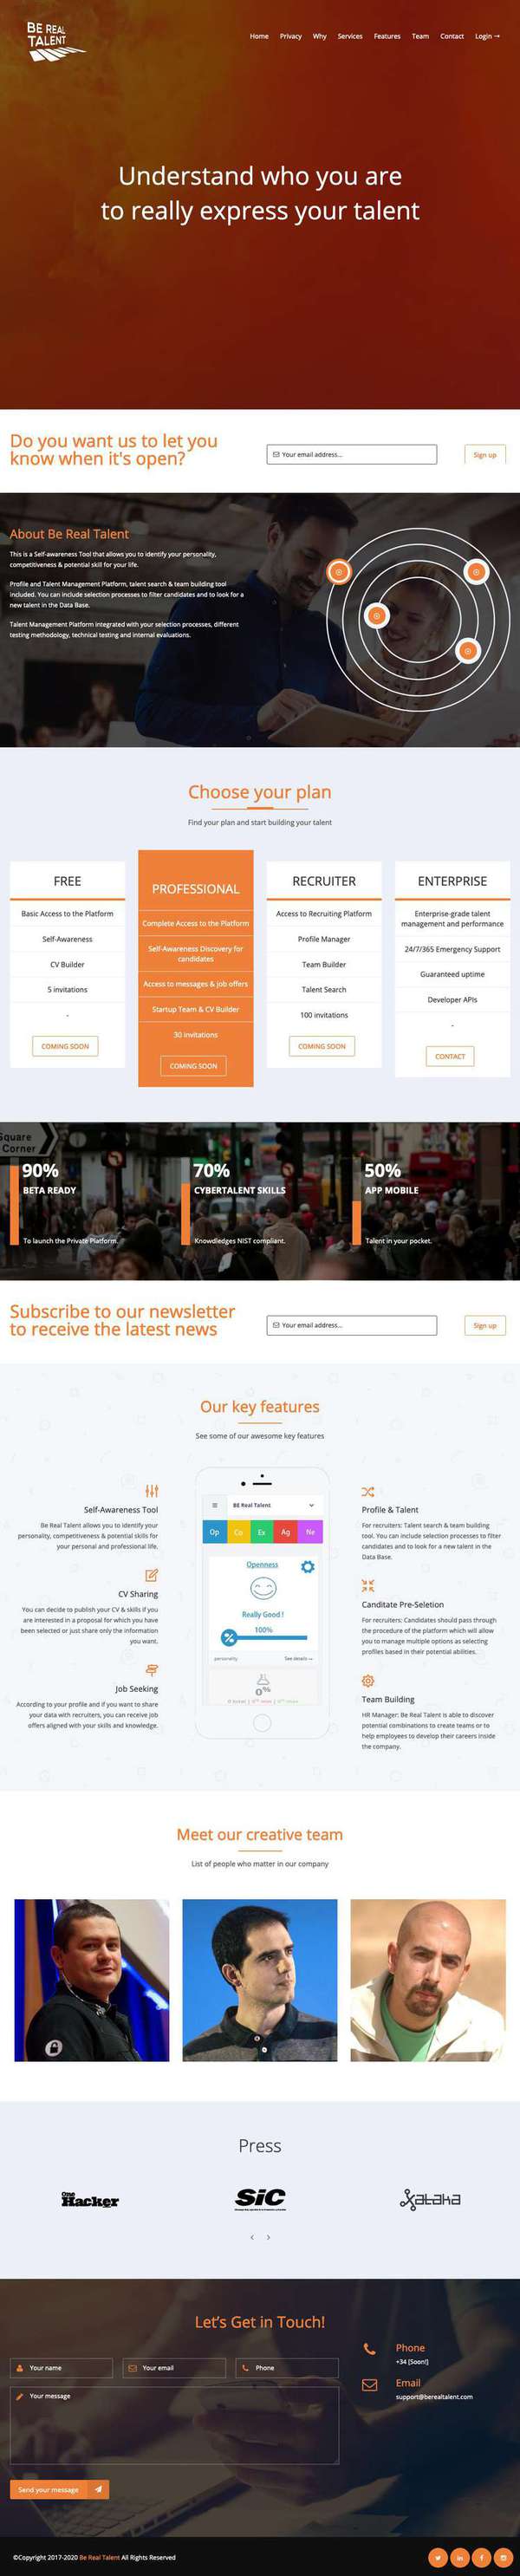 BE REAL
TALENT
Home Privacy Why Services Features Team Contact Login →
Understand who you are
to really express your talent
Do you want us to let you
know when it's open?
Your email address...
Sign up
About Be Real Talent
This is a Self-awareness Tool that allows you to identify your personality,
competitiveness & potential skill for your life.
Profile and Talent Management Platform, talent search & team building tool
included. You can include selection processes to filter candidates and to look for a
new talent in the Data Base.
Talent Management Platform integrated with your selection processes, different
testing methodology, technical testing and internal evaluations.
Choose your plan
Find your plan and start building your talent
FREE
Basic Access to the Platform
Self-Awareness
CV Builder
5 invitations
-
COMING SOON
PROFESSIONAL
Complete Access to the Platform
Self-Awareness Discovery for
candidates
Access to messages & job offers
Startup Team & CV Builder
30 invitations
COMING SOON
RECRUITER
Access to Recruiting Platform
Profile Manager
Team Builder
Talent Search
100 invitations
COMING SOON
ENTERPRISE
Enterprise-grade talent
management and performance
24/7/365 Emergency Support
Guaranteed uptime
Developer APIs
-
CONTACT
Square
Corner
90%
BETA READY
To launch the Private Platform.
70%
CYBERTALENT SKILLS
Knowdledges NIST compliant.
50%
APP MOBILE
Talent in your pocket.
Subscribe to our newsletter
to receive the latest news
Your email address...
Sign up
Our key features
See some of our awesome key features
Self-Awareness Tool
Be Real Talent allows you to identify your
personality, competitiveness & potential skills for
your personal and professional life.
CV Sharing
You can decide to publish your CV & skills if you
are interested in a proposal for which you have
been selected or just share only the information
you want.
Job Seeking
According to your profile and if you want to share
your data with recruiters, you can receive job
offers aligned with your skills and knowledge.
BE Real Talent
Op Co Ex Ag Ne
Openness
Really Good !
100%
personality
See details →
0%
Profile & Talent
For recruiters: Talent search & team building
tool. You can include selection processes to filter
candidates and to look for a new talent in the
Data Base.
Canditate Pre-Seletion
For recruiters: Candidates should pass through
the procedure of the platform which will allow
you to manage multiple options as selecting
profiles based in their potential abilities.
Team Building
HR Manager: Be Real Talent is able to discover
potential combinations to create teams or to
help employees to develop their careers inside
the company.
Meet our creative team
List of people who matter in our company
Press
One
Hacker
SiC
Xataka
Let's Get in Touch!
Your name
Your email
Phone
Your message
Send your message
Phone
+34 [Soon!]
Email
support@berealtalent.com
©Copyright 2017-2020 Be Real Talent All Rights Reserved